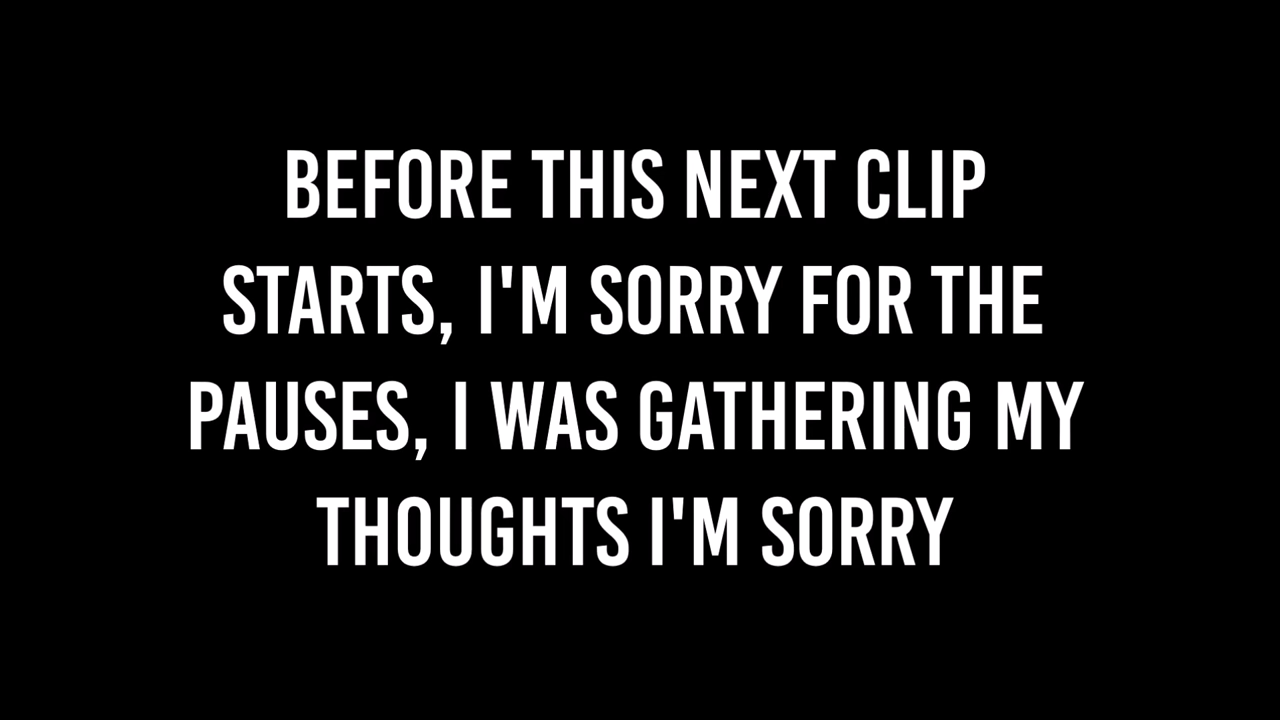 BEFORE THIS NEXT CLIP
STARTS, I'M SORRY FOR THE
PAUSES, I WAS GATHERING MY
THOUGHTS I'M SORRY